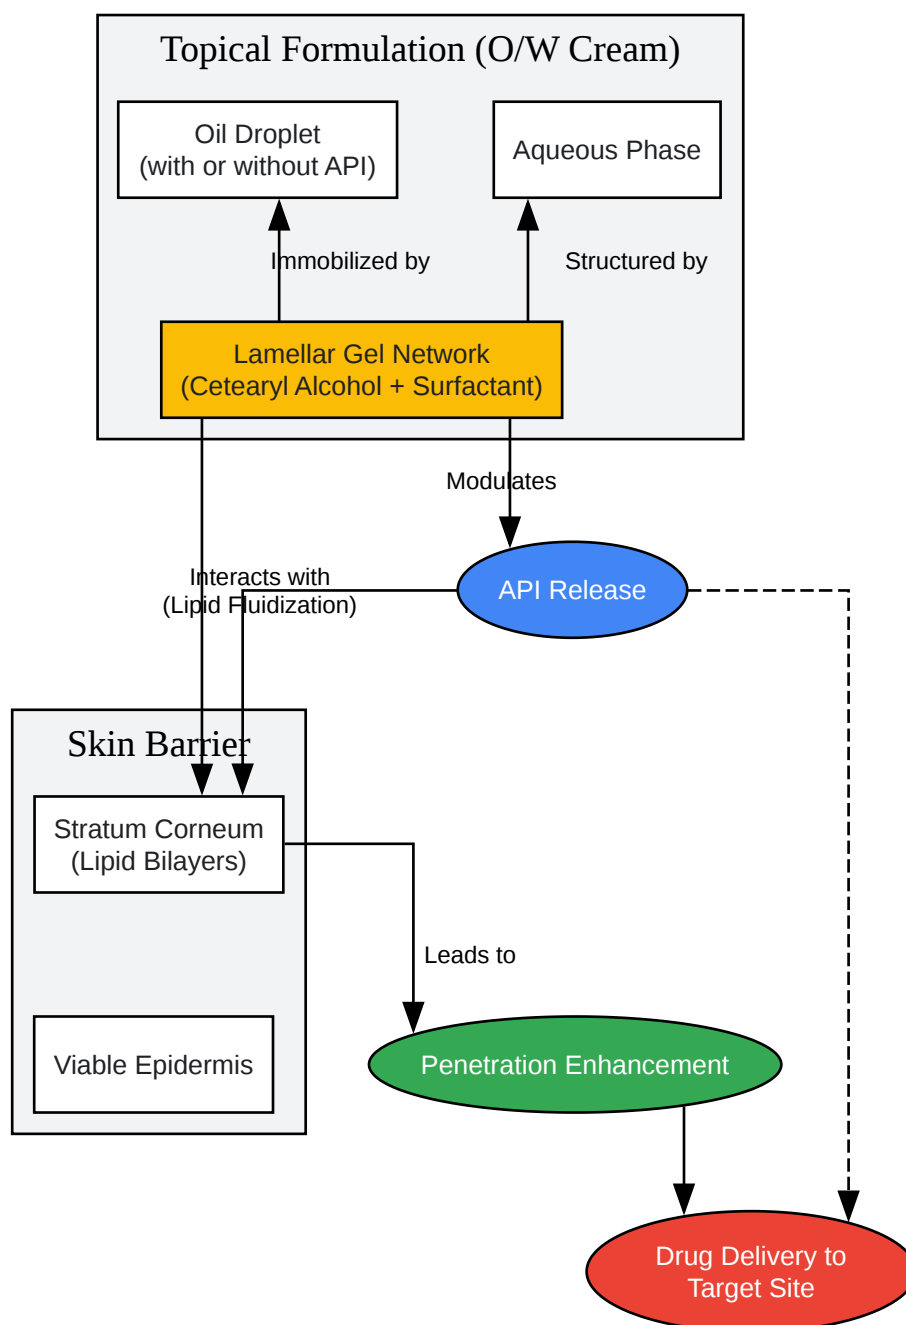 Topical Formulation (O/W Cream)
Oil Droplet
(with or without API)
Aqueous Phase
Immobilized by
Structured by
Lamellar Gel Network
(Cetearyl Alcohol + Surfactant)
Modulates
Interacts with
(Lipid Fluidization)
API Release
Skin Barrier
Stratum Corneum
(Lipid Bilayers)
Leads to
Viable Epidermis
Penetration Enhancement
Drug Delivery to
Target Site